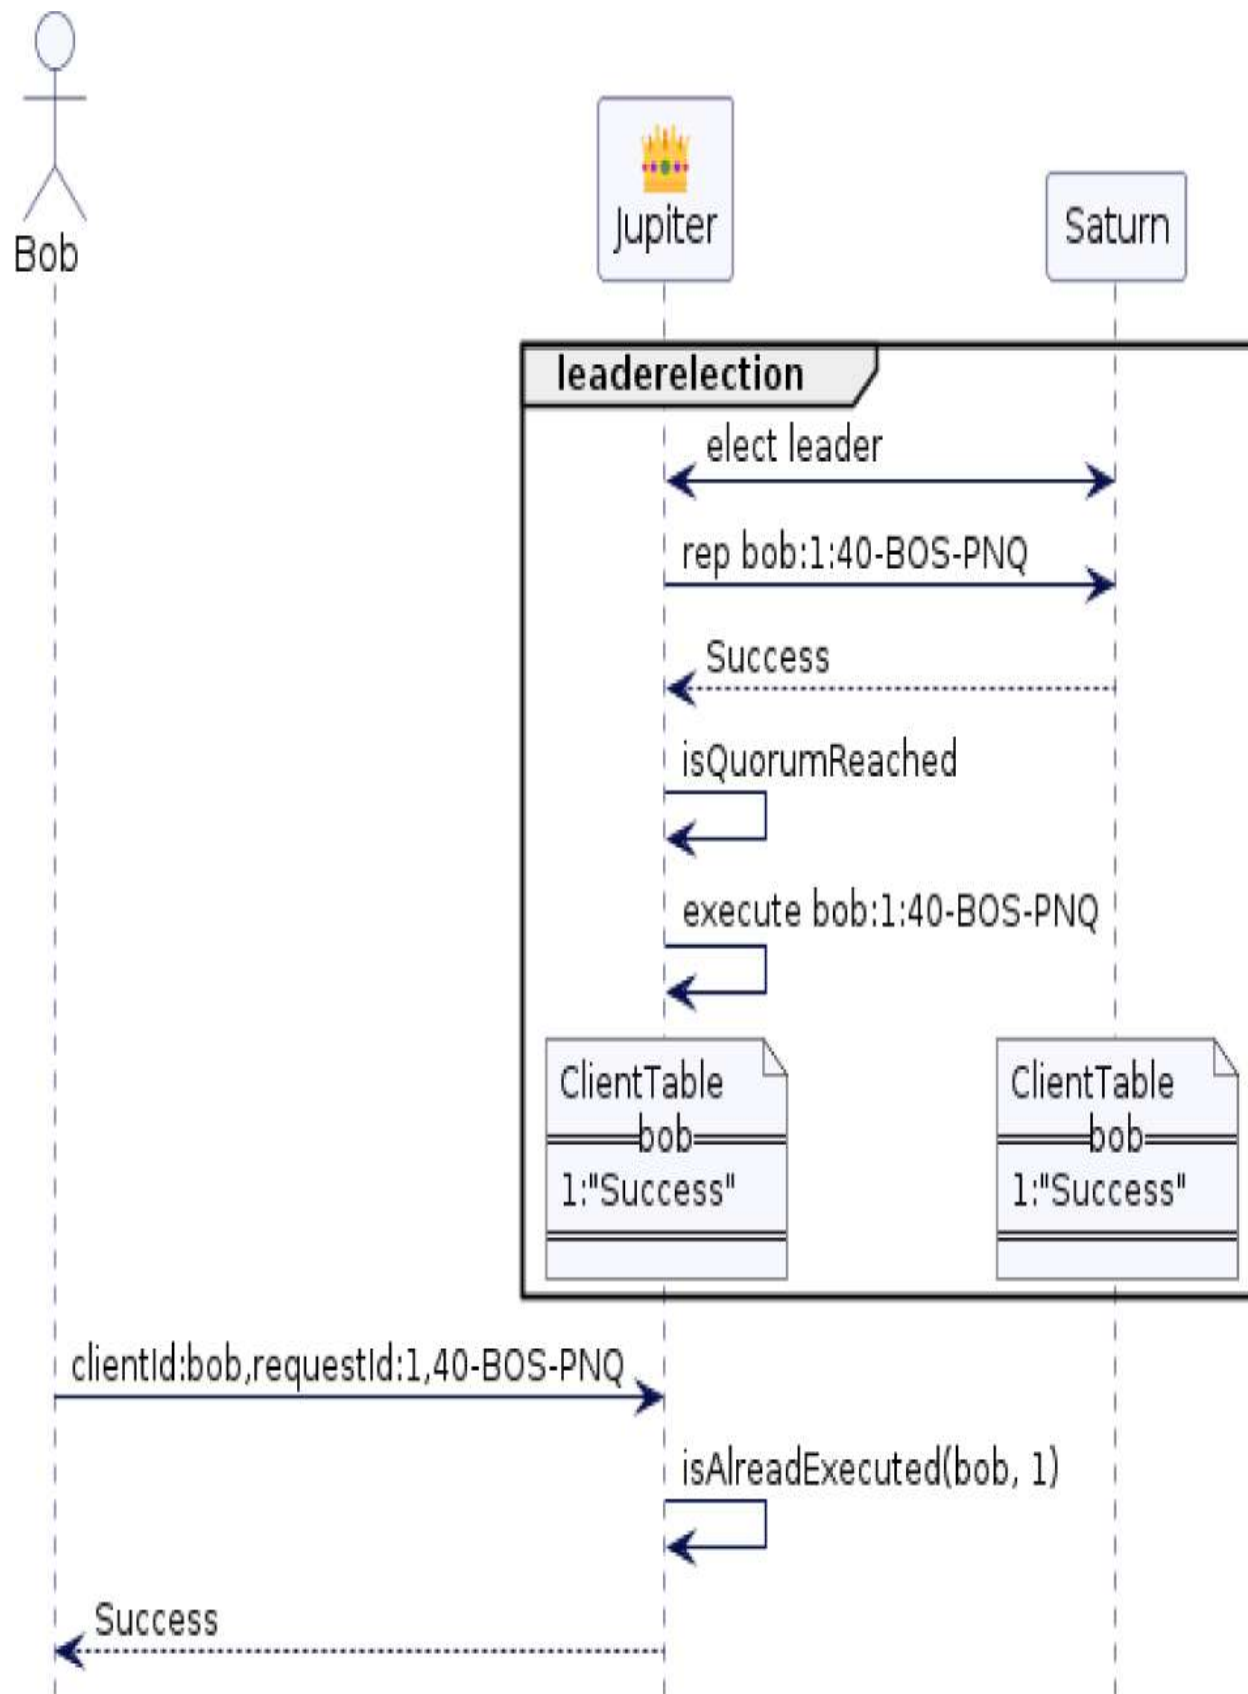 Bob
Jupiter
Saturn
leaderelection
elect leader
rep bob:1:40-BOS-PNQ
Success
isQuorumReached
execute bob:1:40-BOS-PNQ
ClientTable
bob
1:"Success"
ClientTable
bob
1:"Success"
clientId:bob,requestId:1,40-BOS-PNQ
isAlreadExecuted(bob, 1)
Success